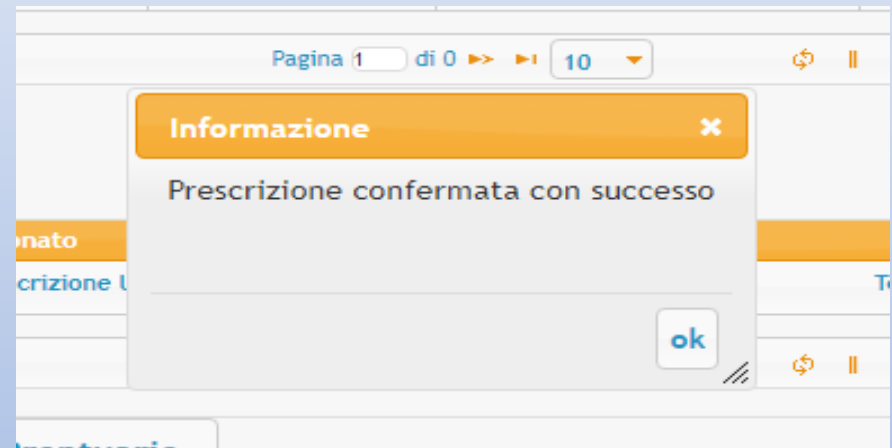 Pagina 1 di 0 10
Informazione
Prescrizione confermata con successo
ok